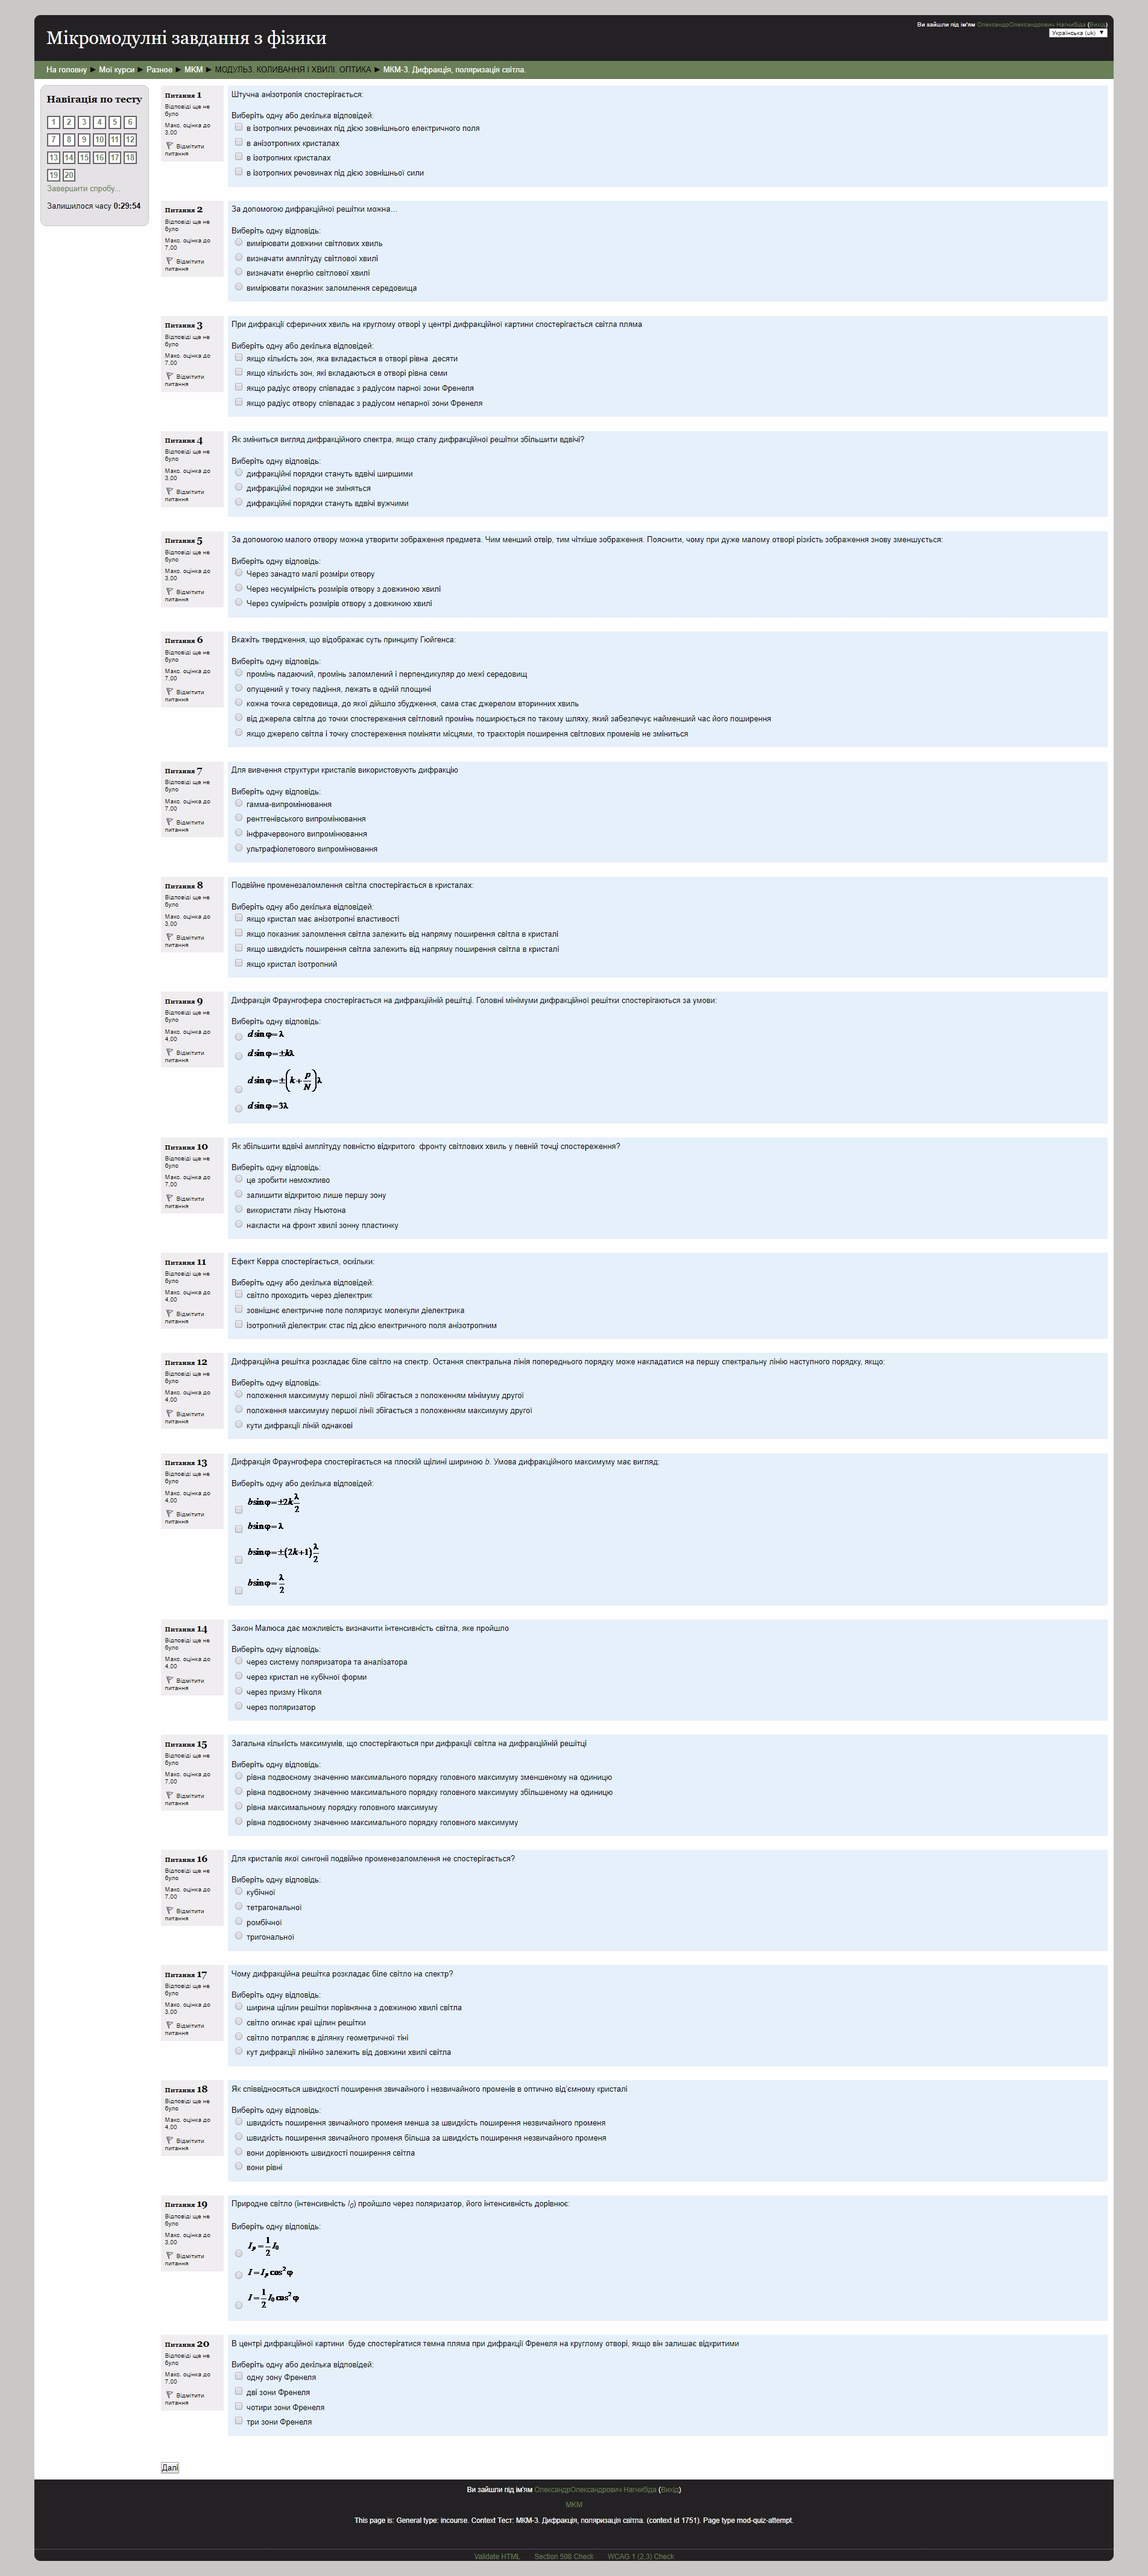 Ви зайшли під ім'ям ОлександрОлександрович Нагнибіда (Вихід)
Українська (uk)
Мікромодулні завдання з фізики
На головну ► Мої курси ► Разное ► МКМ ► МОДУЛЬ3. КОЛИВАННЯ І ХВИЛІ. ОПТИКА ► МКМ-3. Дифракція, поляризація світла.
Навігація по тесту
1 2 3 4 5 6
7 8 9 10 11 12
13 14 15 16 17 18
19 20
Завершити спробу...
Залишилося часу 0:29:54
Питання 1
Відповіді ще не було
Макс. оцінка до 3,00
Відмітити питання
Штучна анізотропія спостерігається:
Виберіть одну або декілька відповідей:
в ізотропних речовинах під дією зовнішнього електричного поля
в анізотропних кристалах
в ізотропних кристалах
в ізотропних речовинах під дією зовнішньої сили
Питання 2
Відповіді ще не було
Макс. оцінка до 7,00
Відмітити питання
За допомогою дифракційної решітки можна...
Виберіть одну відповідь:
вимірювати довжини світлових хвиль
визначати амплітуду світлової хвилі
визначати енергію світлової хвилі
вимірювати показник заломлення середовища
Питання 3
Відповіді ще не було
Макс. оцінка до 7,00
Відмітити питання
При дифракції сферичних хвиль на круглому отворі у центрі дифракційної картини спостерігається світла пляма
Виберіть одну або декілька відповідей:
якщо кількість зон, яка вкладається в отворі рівна десяти
якщо кількість зон, які вкладаються в отворі рівна семи
якщо радіус отвору співпадає з радіусом парної зони Френеля
якщо радіус отвору співпадає з радіусом непарної зони Френеля
Питання 4
Відповіді ще не було
Макс. оцінка до 3,00
Відмітити питання
Як зміниться вигляд дифракційного спектра, якщо сталу дифракційної решітки збільшити вдвічі?
Виберіть одну відповідь:
дифракційні порядки стануть вдвічі ширшими
дифракційні порядки не зміняться
дифракційні порядки стануть вдвічі вужчими
Питання 5
Відповіді ще не було
Макс. оцінка до 3,00
Відмітити питання
За допомогою малого отвору можна утворити зображення предмета. Чим менший отвір, тим чіткіше зображення. Пояснити, чому при дуже малому отворі різкість зображення знову зменшується:
Виберіть одну відповідь:
Через занадто малі розміри отвору
Через несумірність розмірів отвору з довжиною хвилі
Через сумірність розмірів отвору з довжиною хвилі
Питання 6
Відповіді ще не було
Макс. оцінка до 7,00
Відмітити питання
Вкажіть твердження, що відображає суть принципу Гюйгенса:
Виберіть одну відповідь:
промінь падаючий, промінь заломлений і перпендикуляр до межі середовищ
опущений у точку падіння, лежать в одній площині
кожна точка середовища, до якої дійшло збудження, сама стає джерелом вторинних хвиль
від джерела світла до точки спостереження світловий промінь поширюється по такому шляху, який забезпечує найменший час його поширення
якщо джерело світла і точку спостереження поміняти місцями, то траєкторія поширення світлових променів не зміниться
Питання 7
Відповіді ще не було
Макс. оцінка до 7,00
Відмітити питання
Для вивчення структури кристалів використовують дифракцію
Виберіть одну відповідь:
гамма-випромінювання
рентгенівського випромінювання
інфрачервоного випромінювання
ультрафіолетового випромінювання
Питання 8
Відповіді ще не було
Макс. оцінка до 3,00
Відмітити питання
Подвійне променезаломлення світла спостерігається в кристалах:
Виберіть одну або декілька відповідей:
якщо кристал має анізотропні властивості
якщо показник заломлення світла залежить від напряму поширення світла в кристалі
якщо швидкість поширення світла залежить від напряму поширення світла в кристалі
якщо кристал ізотропний
Питання 9
Відповіді ще не було
Макс. оцінка до 4,00
Відмітити питання
Дифракція Фраунгофера спостерігається на дифракційній решітці. Головні мінімуми дифракційної решітки спостерігаються за умови:
Виберіть одну відповідь:
d sin φ = λ
d sin φ = ±kλ
d sin φ = ±(k + p/N)λ
d sin φ = 3λ
Питання 10
Відповіді ще не було
Макс. оцінка до 7,00
Відмітити питання
Як збільшити вдвічі амплітуду повністю відкритого фронту світлових хвиль у певній точці спостереження?
Виберіть одну відповідь:
це зробити неможливо
залишити відкритою лише першу зону
використати лінзу Ньютона
накласти на фронт хвилі зонну пластинку
Питання 11
Відповіді ще не було
Макс. оцінка до 4,00
Відмітити питання
Ефект Керра спостерігається, оскільки:
Виберіть одну або декілька відповідей:
світло проходить через діелектрик
зовнішнє електричне поле поляризує молекули діелектрика
ізотропний діелектрик стає під дією електричного поля анізотропним
Питання 12
Відповіді ще не було
Макс. оцінка до 4,00
Відмітити питання
Дифракційна решітка розкладає біле світло на спектр. Остання спектральна лінія попереднього порядку може накладатися на першу спектральну лінію наступного порядку, якщо:
Виберіть одну відповідь:
положення максимуму першої лінії збігається з положенням мінімуму другої
положення максимуму першої лінії збігається з положенням максимуму другої
кути дифракції ліній однакові
Питання 13
Відповіді ще не було
Макс. оцінка до 4,00
Відмітити питання
Дифракція Фраунгофера спостерігається на плоскій щілині шириною b. Умова дифракційного максимуму має вигляд:
Виберіть одну або декілька відповідей:
b sin φ = ±2k λ/2
b sin φ = λ
b sin φ = ±(2k+1) λ/2
b sin φ = λ/2
Питання 14
Відповіді ще не було
Макс. оцінка до 4,00
Відмітити питання
Закон Малюса дає можливість визначити інтенсивність світла, яке пройшло
Виберіть одну відповідь:
через систему поляризатора та аналізатора
через кристал не кубічної форми
через призму Ніколя
через поляризатор
Питання 15
Відповіді ще не було
Макс. оцінка до 7,00
Відмітити питання
Загальна кількість максимумів, що спостерігаються при дифракції світла на дифракційній решітці
Виберіть одну відповідь:
рівна подвоєному значенню максимального порядку головного максимуму зменшеному на одиницю
рівна подвоєному значенню максимального порядку головного максимуму збільшеному на одиницю
рівна максимальному порядку головного максимуму
рівна подвоєному значенню максимального порядку головного максимуму
Питання 16
Відповіді ще не було
Макс. оцінка до 7,00
Відмітити питання
Для кристалів якої сингонії подвійне променезаломлення не спостерігається?
Виберіть одну відповідь:
кубічної
тетрагональної
ромбічної
тригональної
Питання 17
Відповіді ще не було
Макс. оцінка до 3,00
Відмітити питання
Чому дифракційна решітка розкладає біле світло на спектр?
Виберіть одну відповідь:
ширина щілин решітки порівнянна з довжиною хвилі світла
світло огинає краї щілин решітки
світло потрапляє в ділянку геометричної тіні
кут дифракції лінійно залежить від довжини хвилі світла
Питання 18
Відповіді ще не було
Макс. оцінка до 4,00
Відмітити питання
Як співвідносяться швидкості поширення звичайного і незвичайного променів в оптично від'ємному кристалі
Виберіть одну відповідь:
швидкість поширення звичайного променя менша за швидкість поширення незвичайного променя
швидкість поширення звичайного променя більша за швидкість поширення незвичайного променя
вони дорівнюють швидкості поширення світла
вони рівні
Питання 19
Відповіді ще не було
Макс. оцінка до 3,00
Відмітити питання
Природне світло (інтенсивність I₀) пройшло через поляризатор, його інтенсивність дорівнює:
Виберіть одну відповідь:
Iₚ = 1/2 I₀
I = Iₚ cos² φ
I = 1/2 I₀ cos² φ
Питання 20
Відповіді ще не було
Макс. оцінка до 7,00
Відмітити питання
В центрі дифракційної картини буде спостерігатися темна пляма при дифракції Френеля на круглому отворі, якщо він залишає відкритими
Виберіть одну або декілька відповідей:
одну зону Френеля
дві зони Френеля
чотири зони Френеля
три зони Френеля
Далі
Ви зайшли під ім'ям ОлександрОлександрович Нагнибіда (Вихід)
МКМ
This page is: General type: incourse. Context Тест: МКМ-3. Дифракція, поляризація світла. (context id 1751). Page type mod-quiz-attempt.
Validate HTML Section 508 Check WCAG 1 (2,3) Check